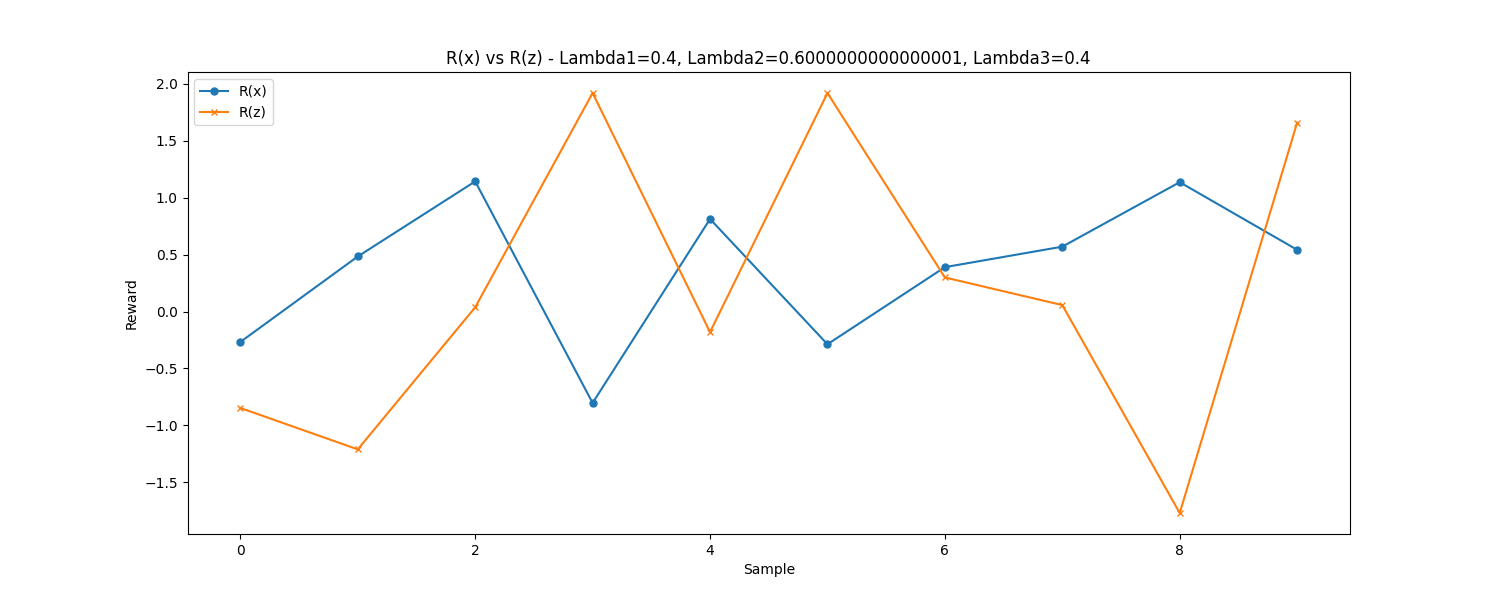 R(x) vs R(z) - Lambda1=0.4, Lambda2=0.6000000000000001, Lambda3=0.4
R(x)
R(z)
2.0
1.5
1.0
0.5
0.0
−0.5
−1.0
−1.5
Reward
0 2 4 6 8
Sample